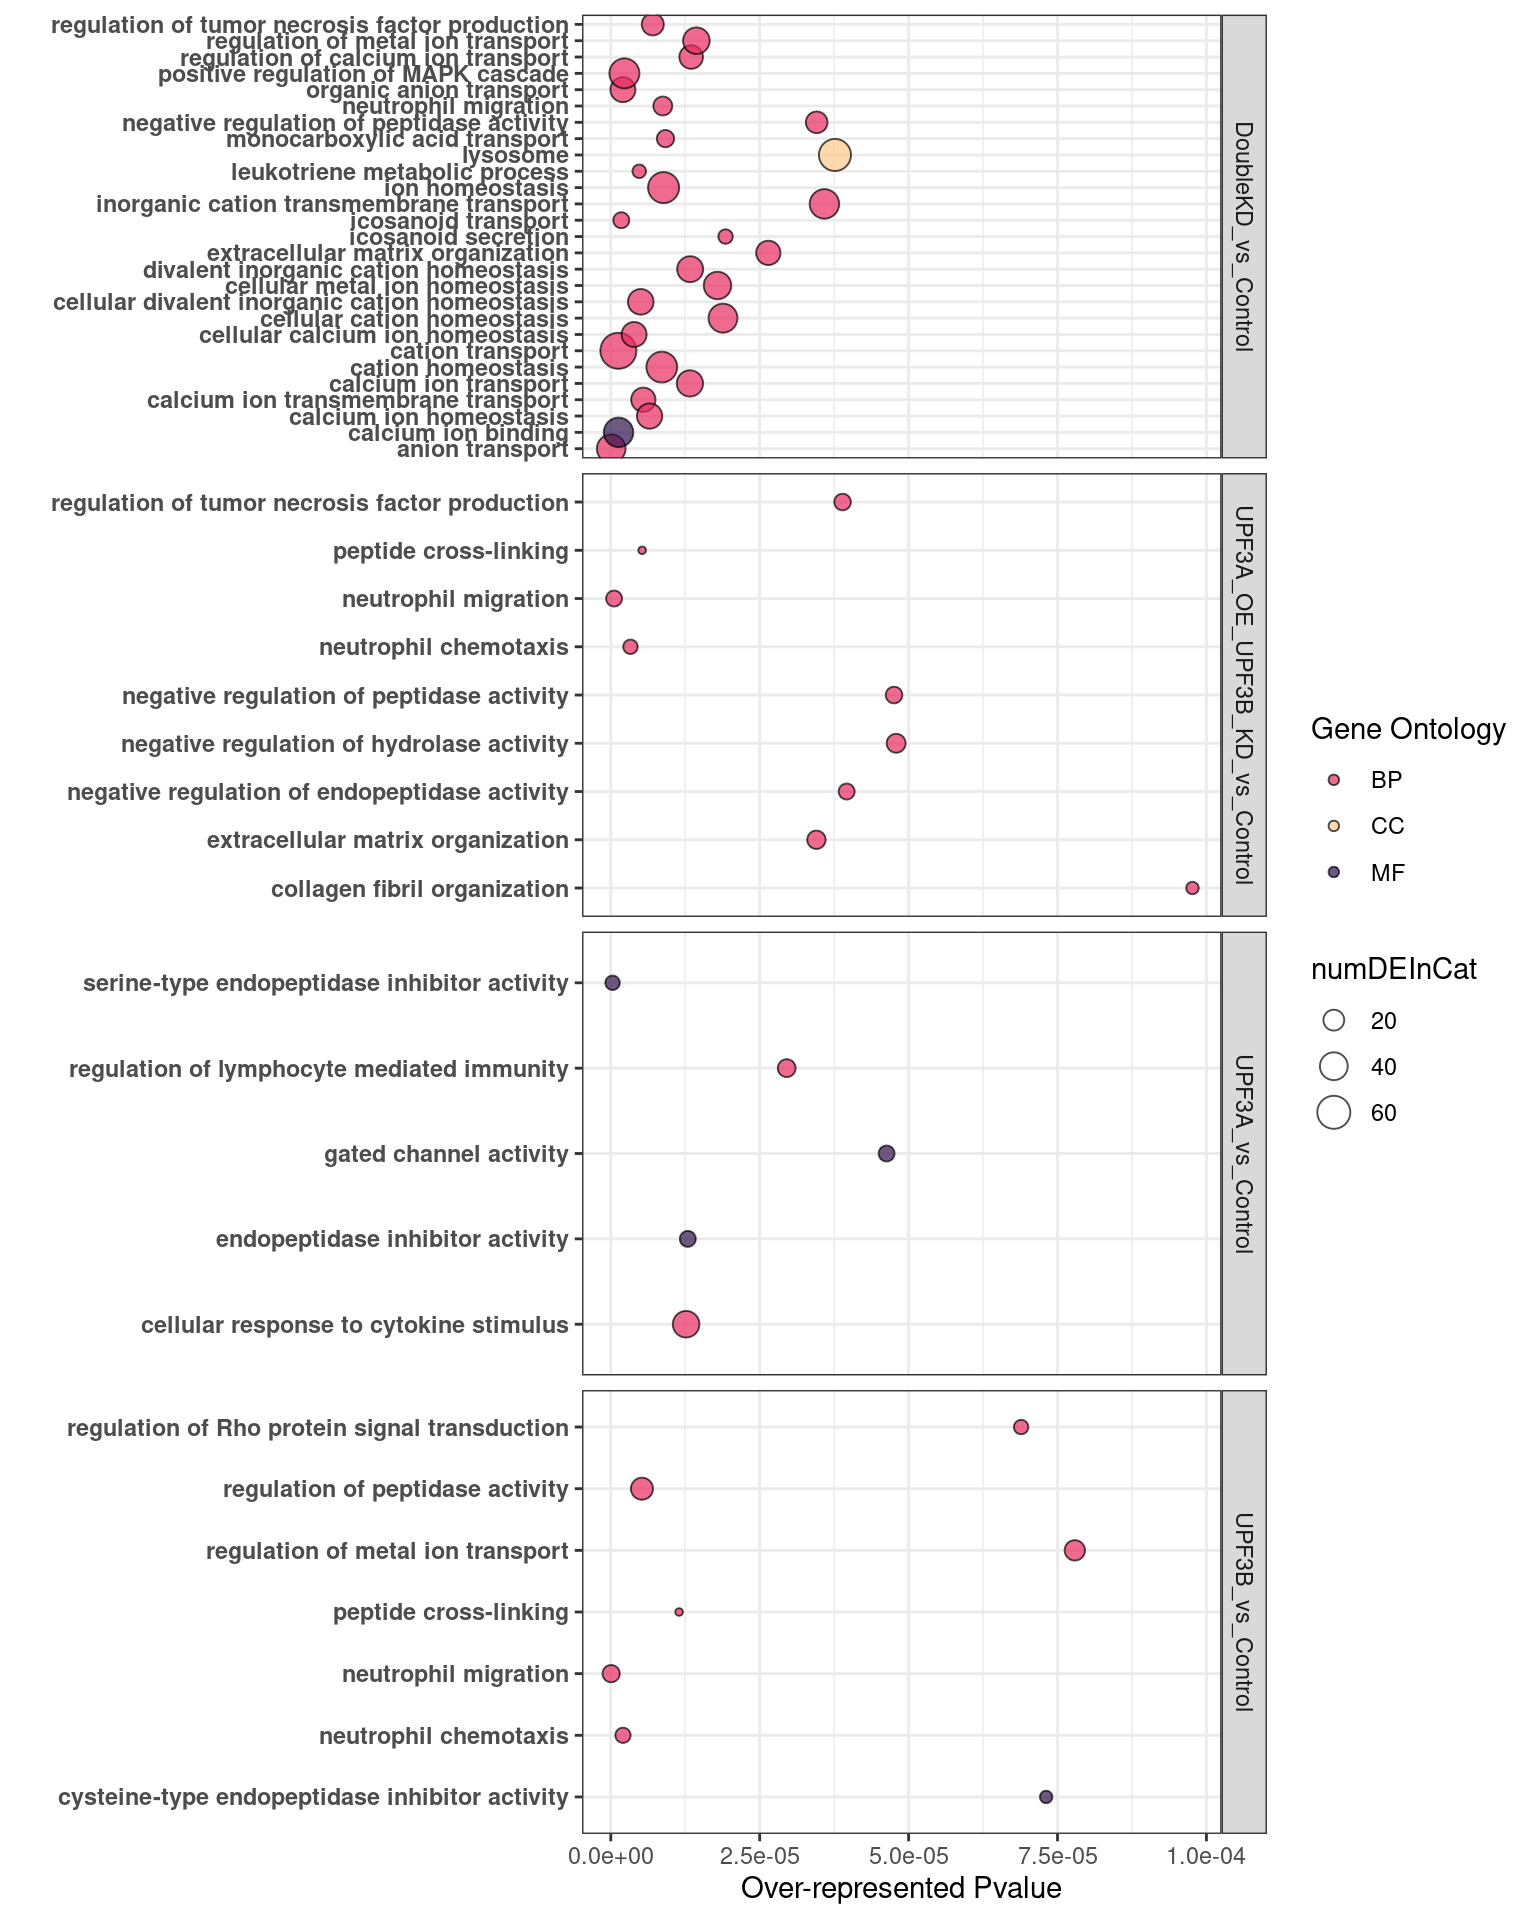 regulation of tumor necrosis factor production
regulation of metal ion transport
regulation of calcium ion transport
positive regulation of MAPK cascade
organic anion transport
neutrophil migration
negative regulation of peptidase activity
monocarboxylic acid transport
lysosome
leukotriene metabolic process
ion homeostasis
inorganic cation transmembrane transport
icosanoid transport
icosanoid secretion
extracellular matrix organization
divalent inorganic cation homeostasis
cellular metal ion homeostasis
cellular divalent inorganic cation homeostasis
cellular cation homeostasis
cellular calcium ion homeostasis
cation transport
cation homeostasis
calcium ion transport
calcium ion transmembrane transport
calcium ion homeostasis
calcium ion binding
anion transport
DoubleKD_vs_Control
regulation of tumor necrosis factor production
peptide cross-linking
neutrophil migration
neutrophil chemotaxis
negative regulation of peptidase activity
negative regulation of hydrolase activity
negative regulation of endopeptidase activity
extracellular matrix organization
collagen fibril organization
UPF3A_OE_UPF3B_KD_vs_Control
serine-type endopeptidase inhibitor activity
regulation of lymphocyte mediated immunity
gated channel activity
endopeptidase inhibitor activity
cellular response to cytokine stimulus
UPF3A_vs_Control
regulation of Rho protein signal transduction
regulation of peptidase activity
regulation of metal ion transport
peptide cross-linking
neutrophil migration
neutrophil chemotaxis
cysteine-type endopeptidase inhibitor activity
UPF3B_vs_Control
0.0e+00 2.5e-05 5.0e-05 7.5e-05 1.0e-04
Over-represented Pvalue
Gene Ontology
BP
CC
MF
numDEInCat
20
40
60